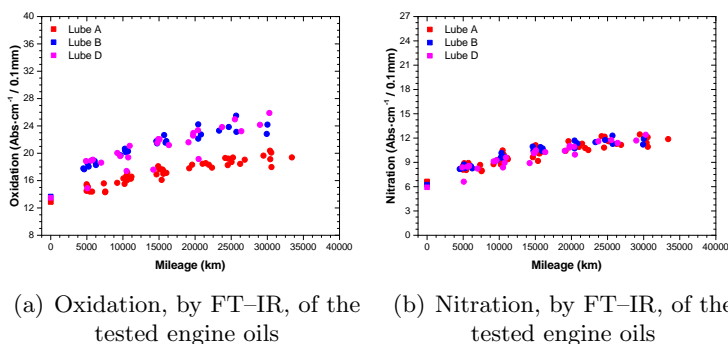 40
36
32
28
24
20
16
12
8
Oxidation (Abs·cm⁻¹ / 0.1mm)
Lube A
Lube B
Lube D
0 5000 10000 15000 20000 25000 30000 35000 40000
Mileage (km)
27
24
21
18
15
12
9
6
3
0
Nitration (Abs·cm⁻¹ / 0.1mm)
Lube A
Lube B
Lube D
0 5000 10000 15000 20000 25000 30000 35000 40000
Mileage (km)
(a) Oxidation, by FT–IR, of the
tested engine oils
(b) Nitration, by FT–IR, of the
tested engine oils